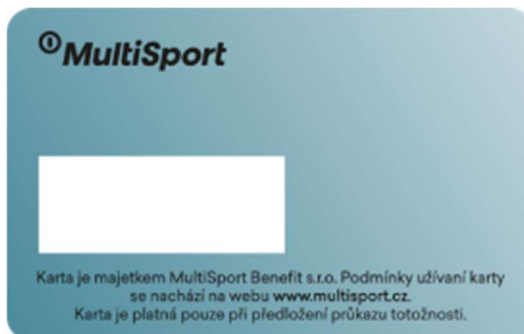 MultiSport
Karta je majetkem MultiSport Benefit s.r.o. Podmínky užívaní karty
se nachází na webu www.multisport.cz.
Karta je platná pouze při předložení průkazu totožnosti.